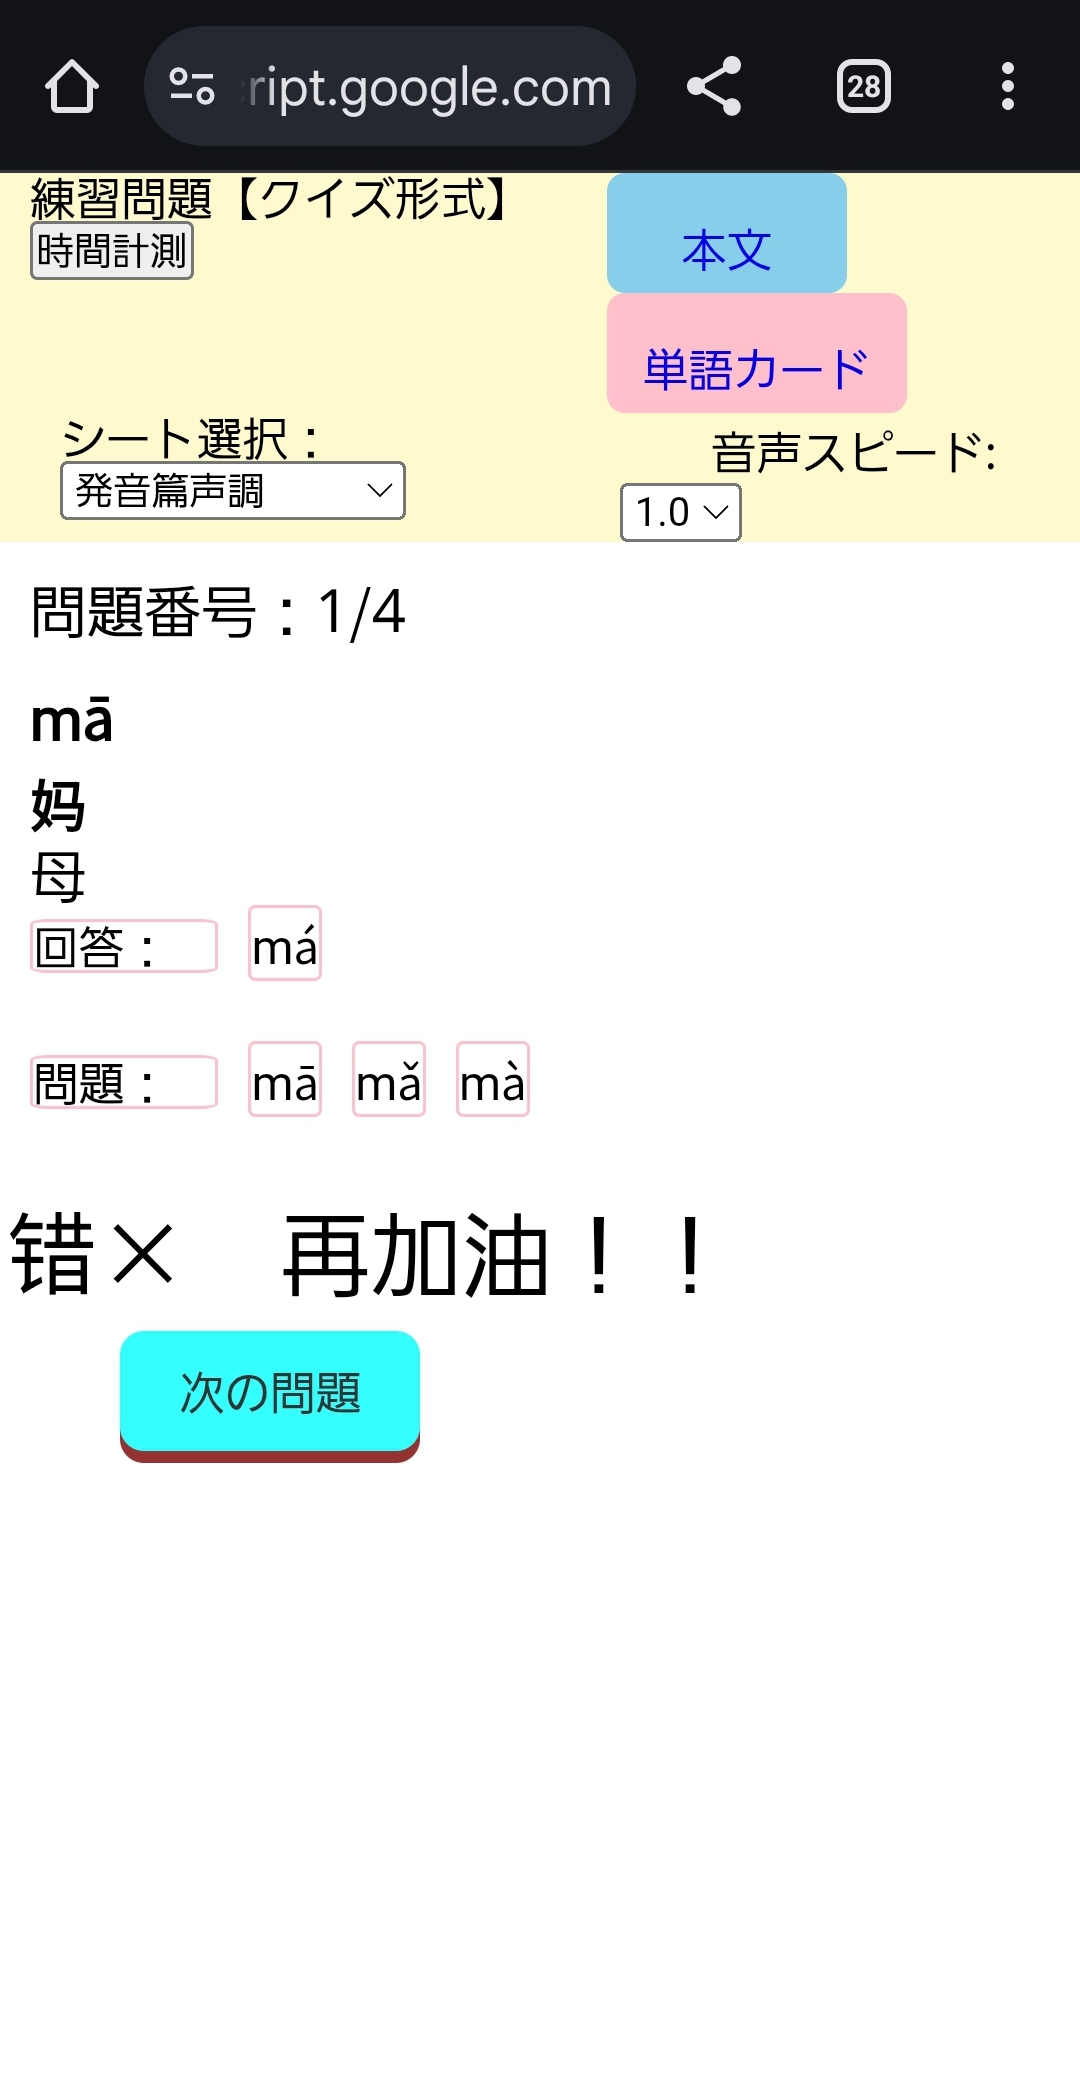 ript.google.com
28
練習問題【クイズ形式】
時間計測
本文
単語カード
シート選択：
発音篇声調
音声スピード:
1.0
問題番号：1/4
mā
妈
母
回答： má
問題： mā mǎ mà
错×　再加油！！
次の問題